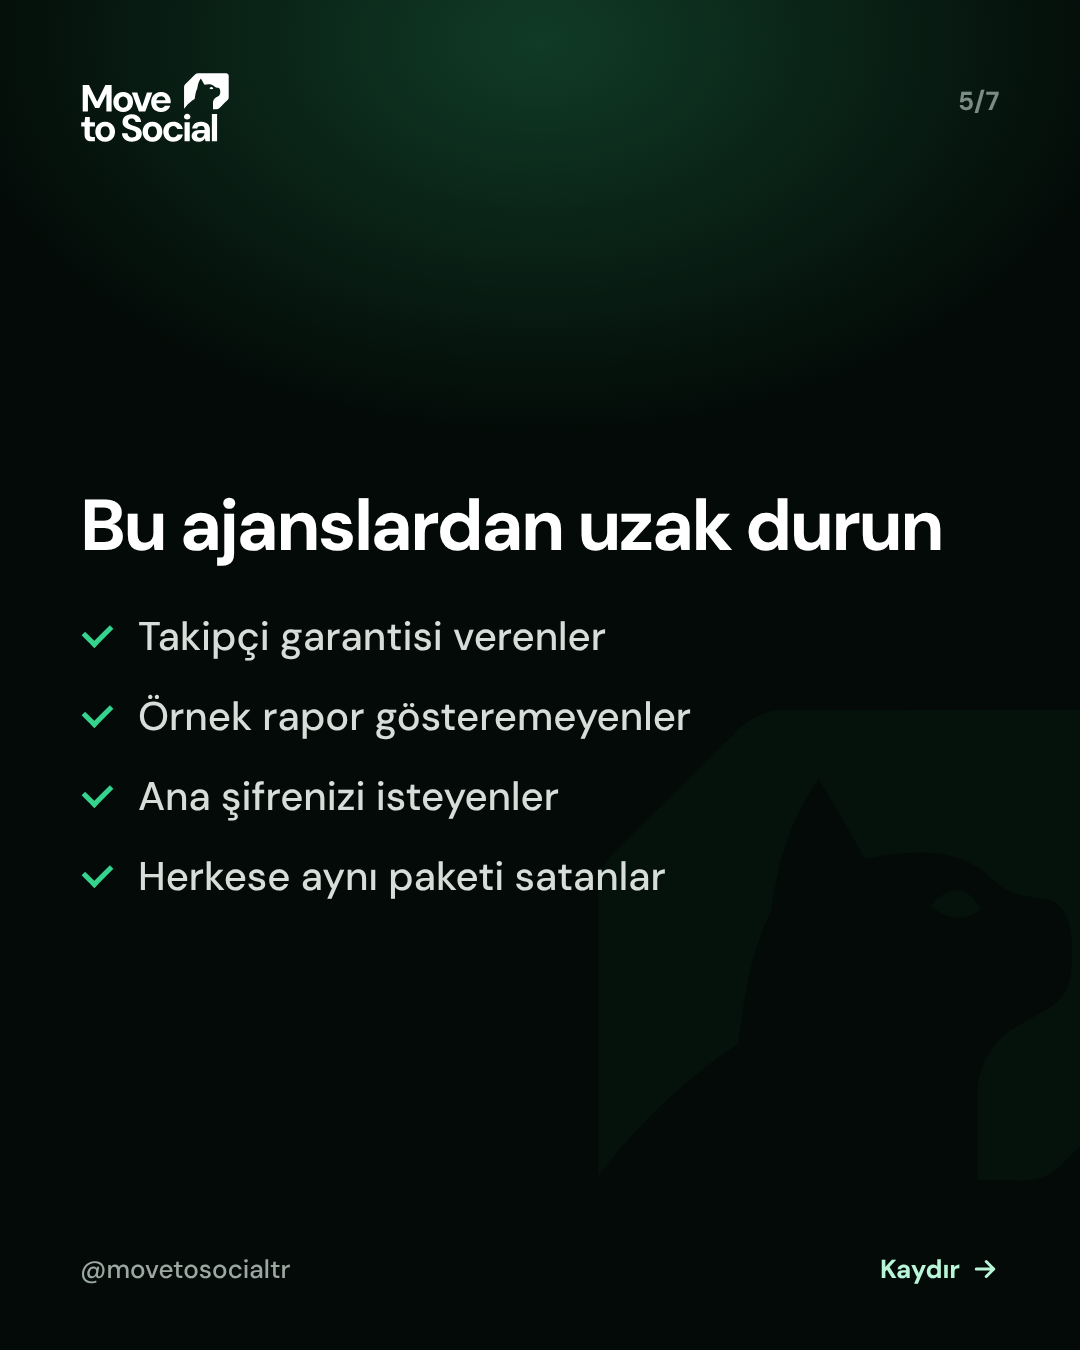 Move
to Social
5/7
Bu ajanslardan uzak durun
Takipçi garantisi verenler
Örnek rapor gösteremeyenler
Ana şifrenizi isteyenler
Herkese aynı paketi satanlar
@movetosocialtr
Kaydır →